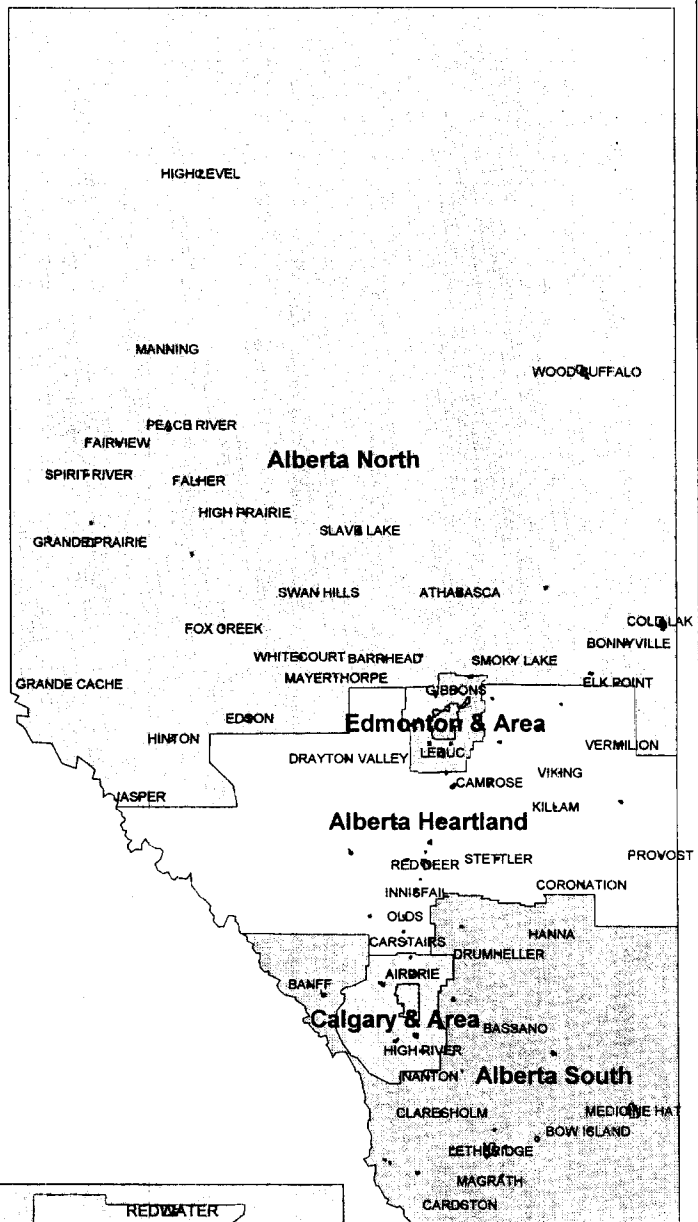 HIGH LEVEL
MANNING
WOOD BUFFALO
PEACE RIVER
FAIRVIEW
Alberta North
SPIRIT RIVER
FALHER
HIGH PRAIRIE
SLAVE LAKE
GRANDE PRAIRIE
SWAN HILLS
ATHABASCA
COLD LAK
FOX CREEK
BONNYVILLE
WHITECOURT
BARRHEAD
SMOKY LAKE
MAYERTHORPE
GRANDE CACHE
GIBBONS
ELK POINT
EDSON
Edmonton & Area
HINTON
VERMILION
LEDUC
DRAYTON VALLEY
VIKING
CAMROSE
JASPER
KILLAM
Alberta Heartland
RED DEER
STETTLER
PROVOST
INNISFAIL
CORONATION
OLDS
HANNA
CARSTAIRS
DRUMHELLER
AIRDRIE
BANFF
Calgary & Area
BASSANO
HIGH RIVER
NANTON
Alberta South
CLARESHOLM
MEDICINE HAT
BOW ISLAND
LETHBRIDGE
MAGRATH
CARDSTON
REDWATER